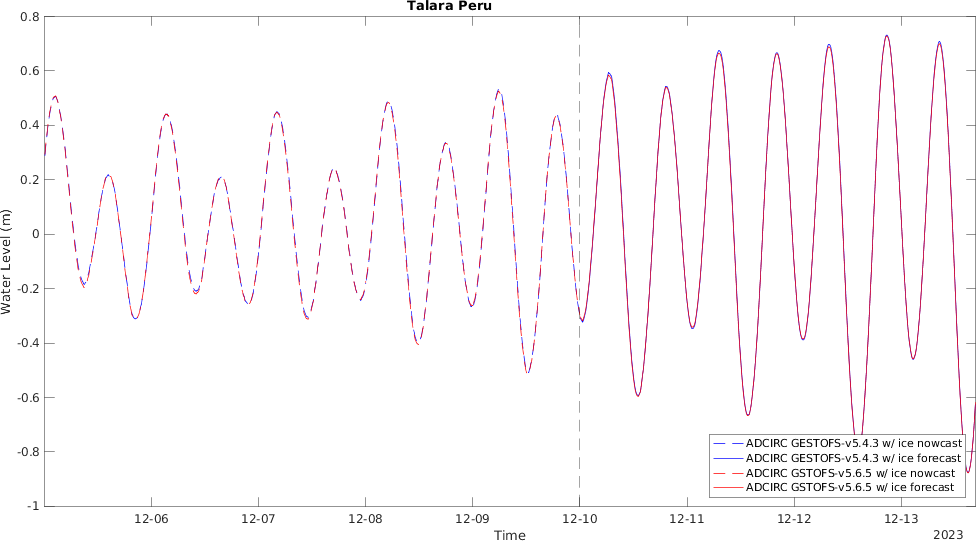 Talara Peru
0.8
0.6
0.4
0.2
0
-0.2
-0.4
-0.6
-0.8
-1
Water Level (m)
ADCIRC GESTOFS-v5.4.3 w/ ice nowcast
ADCIRC GESTOFS-v5.4.3 w/ ice forecast
ADCIRC GSTOFS-v5.6.5 w/ ice nowcast
ADCIRC GSTOFS-v5.6.5 w/ ice forecast
12-06 12-07 12-08 12-09 12-10 12-11 12-12 12-13
Time
2023